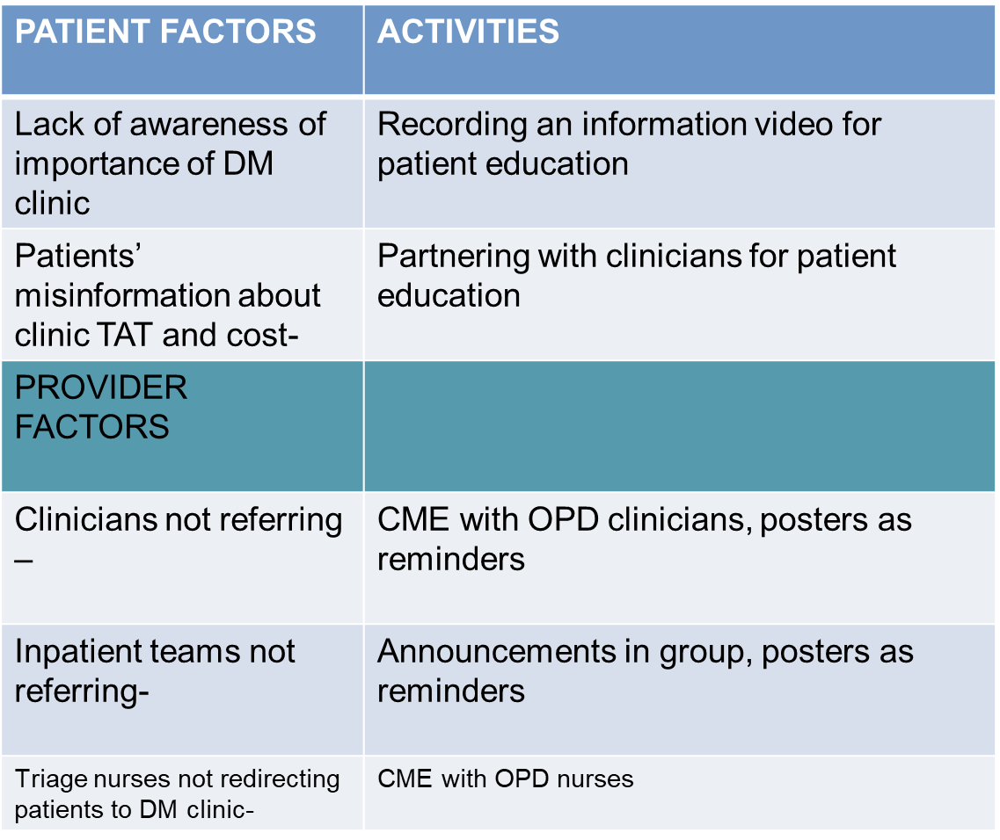 PATIENT FACTORS
ACTIVITIES
Lack of awareness of
importance of DM
clinic
Recording an information video for
patient education
Patients’
misinformation about
clinic TAT and cost-
Partnering with clinicians for patient
education
PROVIDER
FACTORS
Clinicians not referring
–
CME with OPD clinicians, posters as
reminders
Inpatient teams not
referring-
Announcements in group, posters as
reminders
Triage nurses not redirecting
patients to DM clinic-
CME with OPD nurses